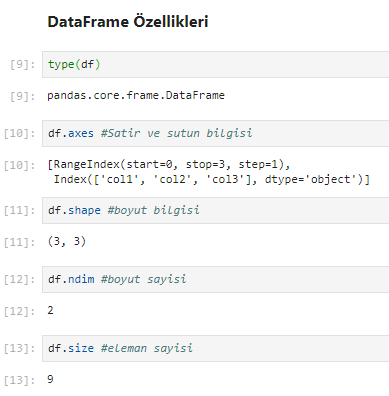 DataFrame Özellikleri
[9]: type(df)
[9]: pandas.core.frame.DataFrame
[10]: df.axes #Satir ve sutun bilgisi
[10]: [RangeIndex(start=0, stop=3, step=1),
Index(['col1', 'col2', 'col3'], dtype='object')]
[11]: df.shape #boyut bilgisi
[11]: (3, 3)
[12]: df.ndim #boyut sayisi
[12]: 2
[13]: df.size #eleman sayisi
[13]: 9